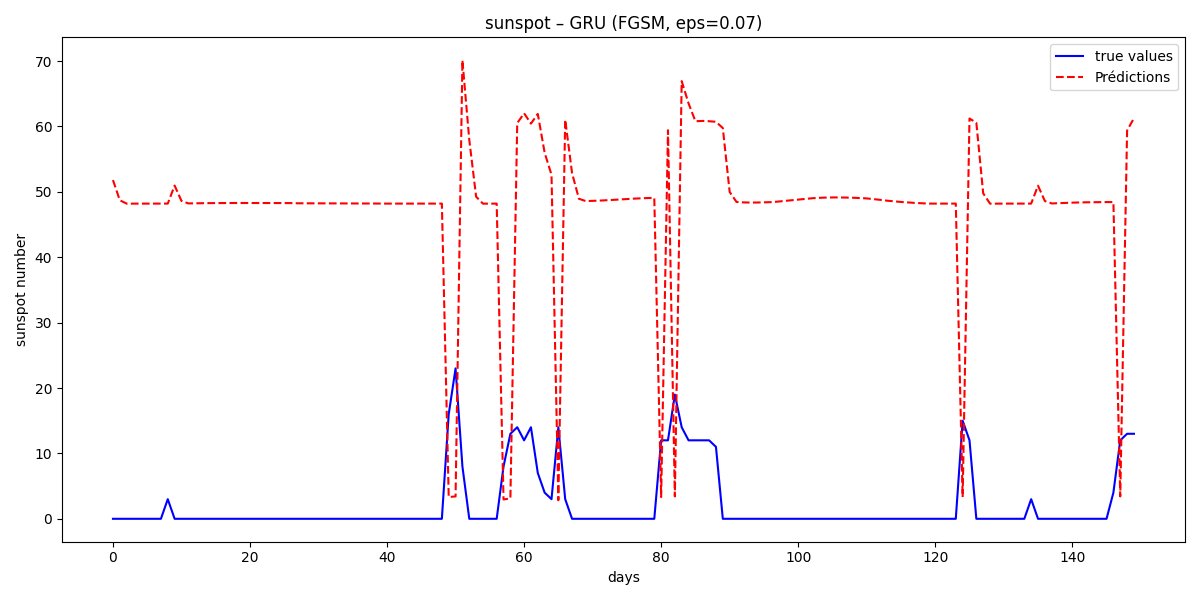 sunspot – GRU (FGSM, eps=0.07)
true values
Prédictions
sunspot number
70
60
50
40
30
20
10
0
0 20 40 60 80 100 120 140
days